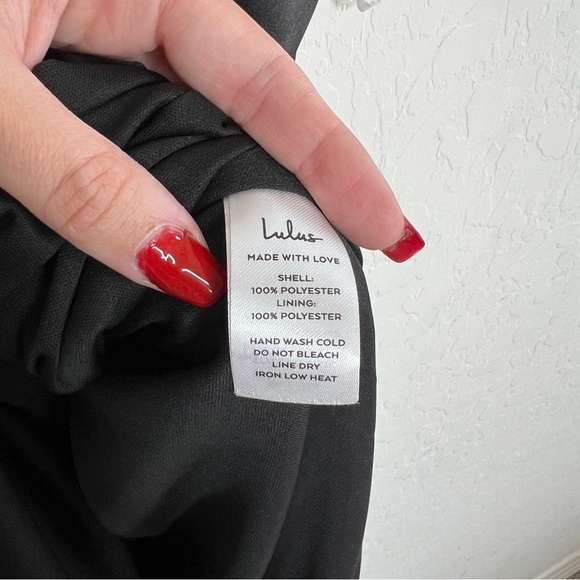 Lulus
MADE WITH LOVE
SHELL:
100% POLYESTER
LINING:
100% POLYESTER
HAND WASH COLD
DO NOT BLEACH
LINE DRY
IRON LOW HEAT